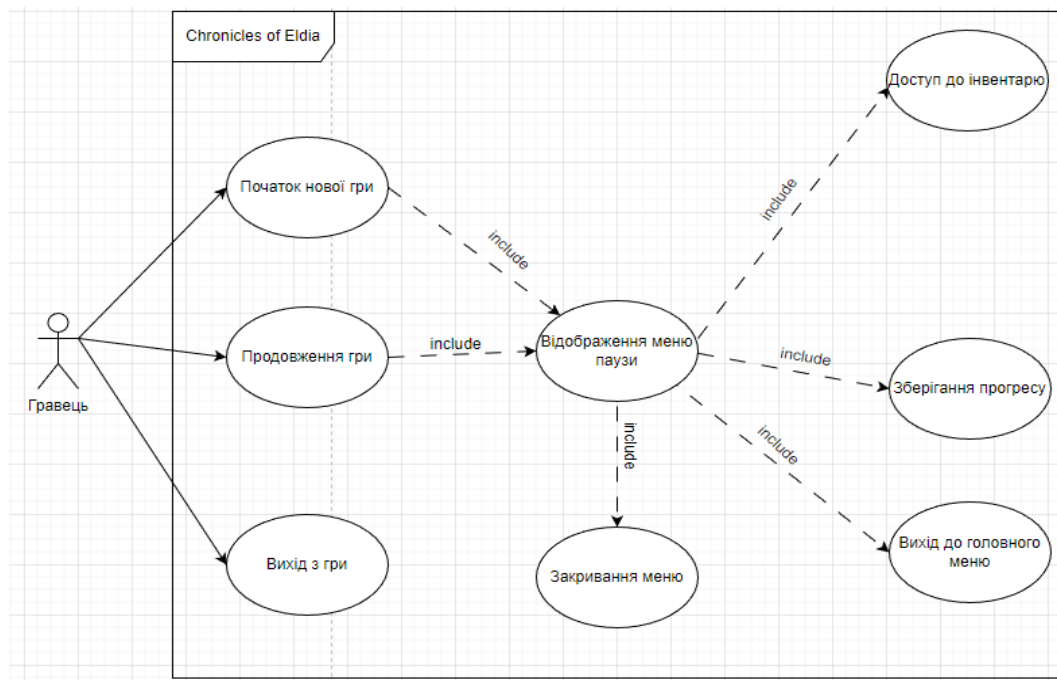 Chronicles of Eldia
Доступ до інвентарю
Початок нової гри
include
include
Гравець
Продовження гри
include
Відображення меню
паузи
include
Зберігання прогресу
include
include
Вихід з гри
Закривання меню
Вихід до головного
меню